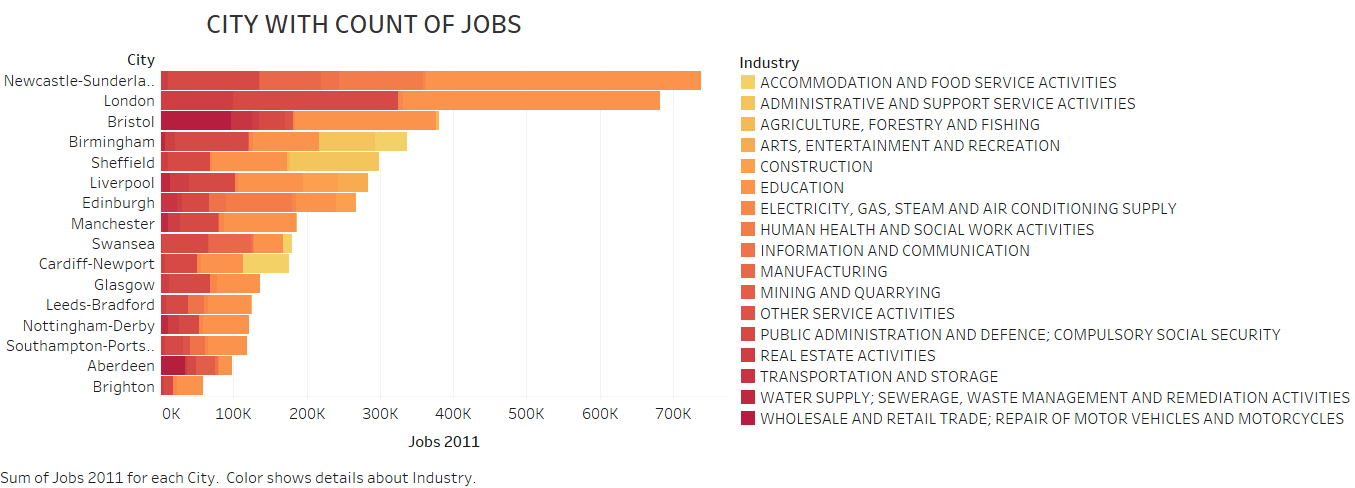 CITY WITH COUNT OF JOBS
City
Newcastle-Sunderla..
London
Bristol
Birmingham
Sheffield
Liverpool
Edinburgh
Manchester
Swansea
Cardiff-Newport
Glasgow
Leeds-Bradford
Nottingham-Derby
Southampton-Ports..
Aberdeen
Brighton
0K 100K 200K 300K 400K 500K 600K 700K
Jobs 2011
Industry
ACCOMMODATION AND FOOD SERVICE ACTIVITIES
ADMINISTRATIVE AND SUPPORT SERVICE ACTIVITIES
AGRICULTURE, FORESTRY AND FISHING
ARTS, ENTERTAINMENT AND RECREATION
CONSTRUCTION
EDUCATION
ELECTRICITY, GAS, STEAM AND AIR CONDITIONING SUPPLY
HUMAN HEALTH AND SOCIAL WORK ACTIVITIES
INFORMATION AND COMMUNICATION
MANUFACTURING
MINING AND QUARRYING
OTHER SERVICE ACTIVITIES
PUBLIC ADMINISTRATION AND DEFENCE; COMPULSORY SOCIAL SECURITY
REAL ESTATE ACTIVITIES
TRANSPORTATION AND STORAGE
WATER SUPPLY; SEWERAGE, WASTE MANAGEMENT AND REMEDIATION ACTIVITIES
WHOLESALE AND RETAIL TRADE; REPAIR OF MOTOR VEHICLES AND MOTORCYCLES
Sum of Jobs 2011 for each City.  Color shows details about Industry.